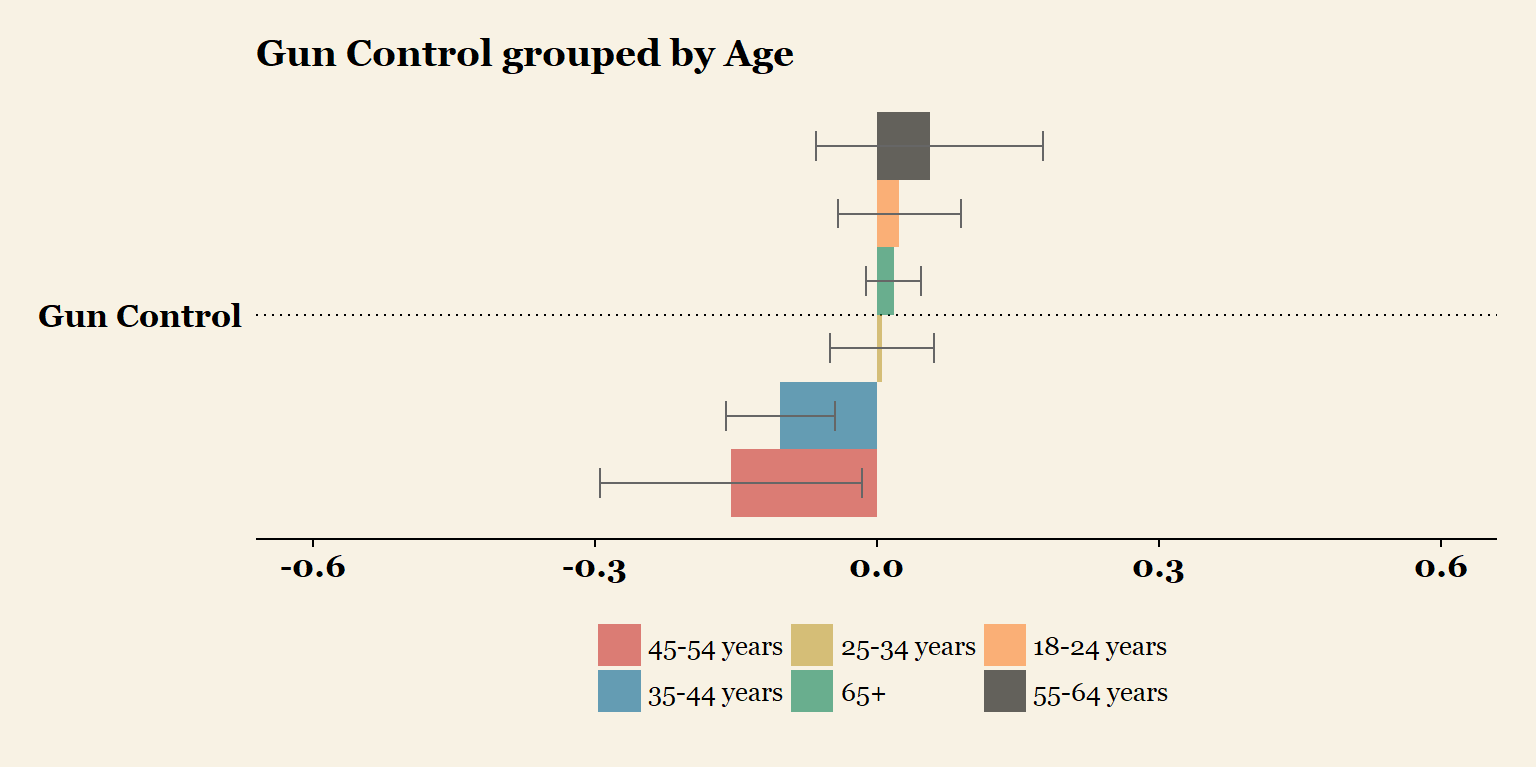 Gun Control grouped by Age
Gun Control
-0.6 -0.3 0.0 0.3 0.6
45-54 years 25-34 years 18-24 years
35-44 years 65+ 55-64 years